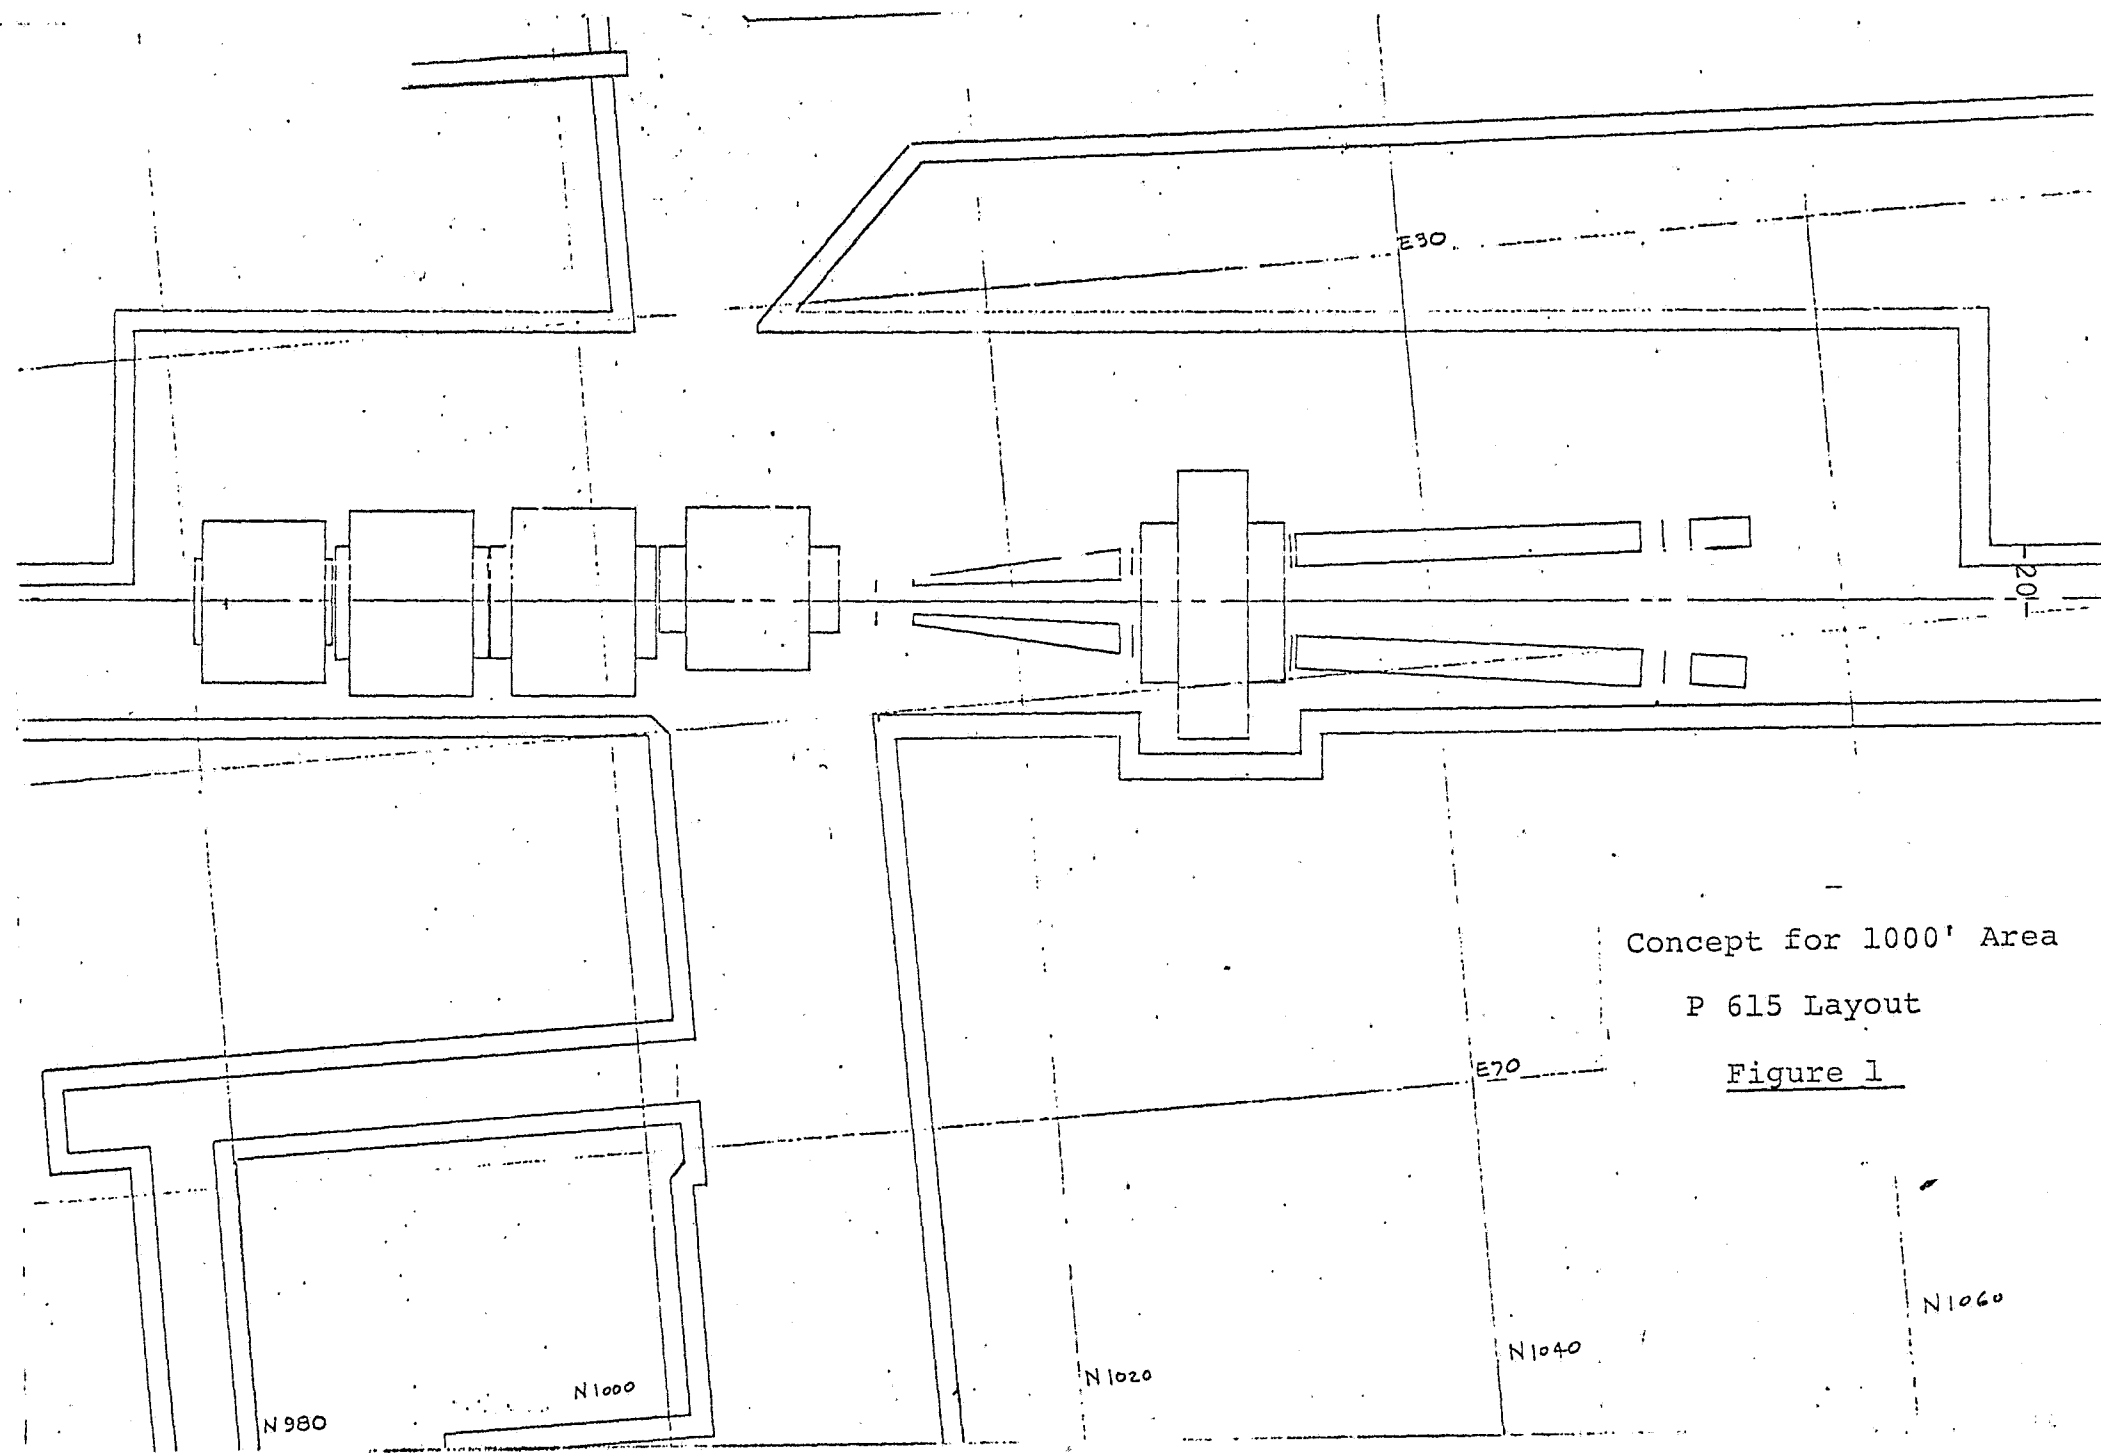 E30
-20-
Concept for 1000' Area
P 615 Layout
Figure 1
E70
N1060
N1040
N1020
N1000
N980